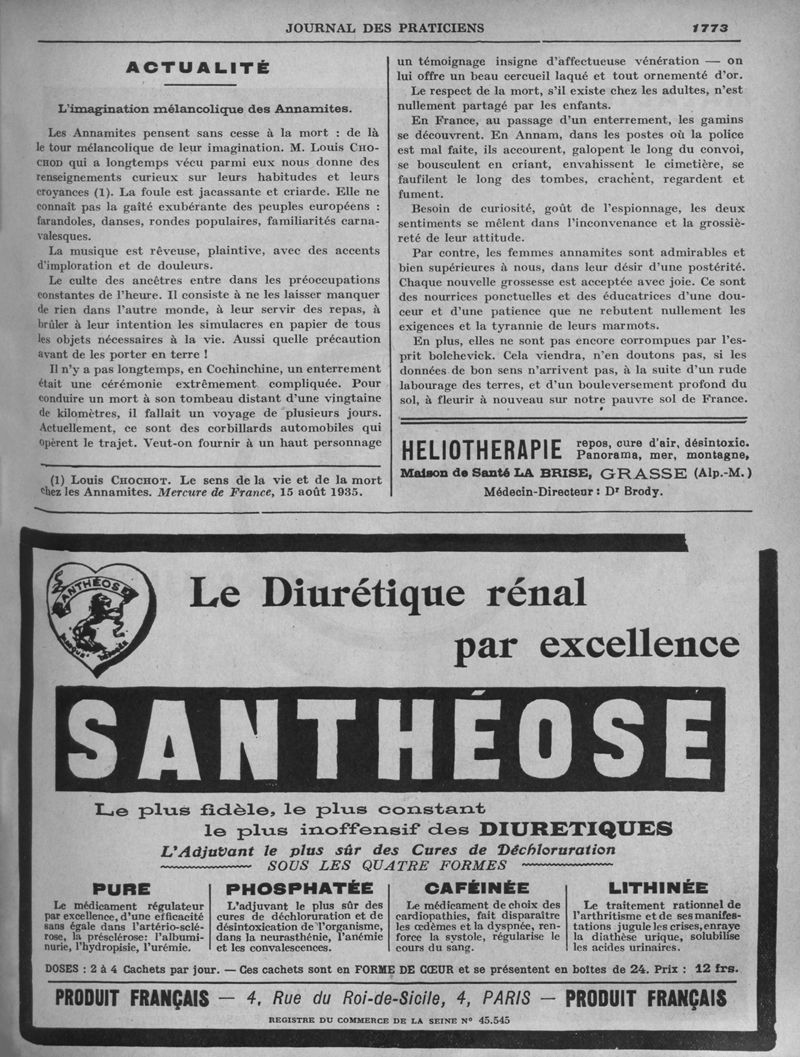 JOURNAL DES PRATICIENS 1773
ACTUALITÉ
L'imagination mélancolique des Annamites.
Les Annamites pensent sans cesse à la mort : de là
le tour mélancolique de leur imagination. M. Louis CHO-
CHOD qui a longtemps vécu parmi eux nous donne des
renseignements curieux sur leurs habitudes et leurs
croyances (1). La foule est jacassante et criarde. Elle ne
connaît pas la gaîté exubérante des peuples européens :
farandoles, danses, rondes populaires, familiarités carna-
valesques.
La musique est rêveuse, plaintive, avec des accents
d'imploration et de douleurs.
Le culte des ancêtres entre dans les préoccupations
constantes de l'heure. Il consiste à ne les laisser manquer
de rien dans l'autre monde, à leur servir des repas, à
brûler à leur intention les simulacres en papier de tous
les objets nécessaires à la vie. Aussi quelle précaution
avant de les porter en terre !
Il n'y a pas longtemps, en Cochinchine, un enterrement
était une cérémonie extrêmement compliquée. Pour
conduire un mort à son tombeau distant d'une vingtaine
de kilomètres, il fallait un voyage de plusieurs jours.
Actuellement, ce sont des corbillards automobiles qui
opèrent le trajet. Veut-on fournir à un haut personnage
(1) Louis CHOCHOT. Le sens de la vie et de la mort
chez les Annamites. Mercure de France, 15 août 1935.
un témoignage insigne d'affectueuse vénération — on
lui offre un beau cercueil laqué et tout ornementé d'or.
Le respect de la mort, s'il existe chez les adultes, n'est
nullement partagé par les enfants.
En France, au passage d'un enterrement, les gamins
se découvrent. En Annam, dans les postes où la police
est mal faite, ils accourent, galopent le long du convoi,
se bousculent en criant, envahissent le cimetière, se
faufilent le long des tombes, crachent, regardent et
fument.
Besoin de curiosité, goût de l'espionnage, les deux
sentiments se mêlent dans l'inconvenance et la grossiè-
reté de leur attitude.
Par contre, les femmes annamites sont admirables et
bien supérieures à nous, dans leur désir d'une postérité.
Chaque nouvelle grossesse est acceptée avec joie. Ce sont
des nourrices ponctuelles et des éducatrices d'une dou-
ceur et d'une patience que ne rebutent nullement les
exigences et la tyrannie de leurs marmots.
En plus, elles ne sont pas encore corrompues par l'es-
prit bolchevick. Cela viendra, n'en doutons pas, si les
données de bon sens n'arrivent pas, à la suite d'un rude
labourage des terres, et d'un bouleversement profond du
sol, à fleurir à nouveau sur notre pauvre sol de France.
HELIOTHERAPIE repos, cure d'air, désintoxic.
Panorama, mer, montagne,
Maison de Santé LA BRISE, GRASSE (Alp.-M.)
Médecin-Directeur : Dr Brody.
SANTHÉOSE
Le Diurétique rénal
par excellence
SANTHÉOSE
Le plus fidèle, le plus constant
le plus inoffensif des DIURETIQUES
L'Adjuvant le plus sûr des Cures de Déchloruration
SOUS LES QUATRE FORMES
PURE
Le médicament régulateur
par excellence, d'une efficacité
sans égale dans l'artério-sclé-
rose, la présclérose: l'albumi-
nurie, l'hydropisie, l'urémie.
PHOSPHATÉE
L'adjuvant le plus sûr des
cures de déchloruration et de
désintoxication de l'organisme,
dans la neurasthénie, l'anémie
et les convalescences.
CAFÉINÉE
Le médicament de choix des
cardiopathies, fait disparaître
les œdèmes et la dyspnée, ren-
force la systole, régularise le
cours du sang.
LITHINÉE
Le traitement rationnel de
l'arthritisme et de ses manifes-
tations jugule les crises, enraye
la diathèse urique, solubilise
les acides urinaires.
DOSES : 2 à 4 Cachets par jour. — Ces cachets sont en FORME DE CŒUR et se présentent en boites de 24. Prix : 12 frs.
PRODUIT FRANÇAIS — 4, Rue du Roi-de-Sicile, 4, PARIS — PRODUIT FRANÇAIS
REGISTRE DU COMMERCE DE LA SEINE N° 45.545